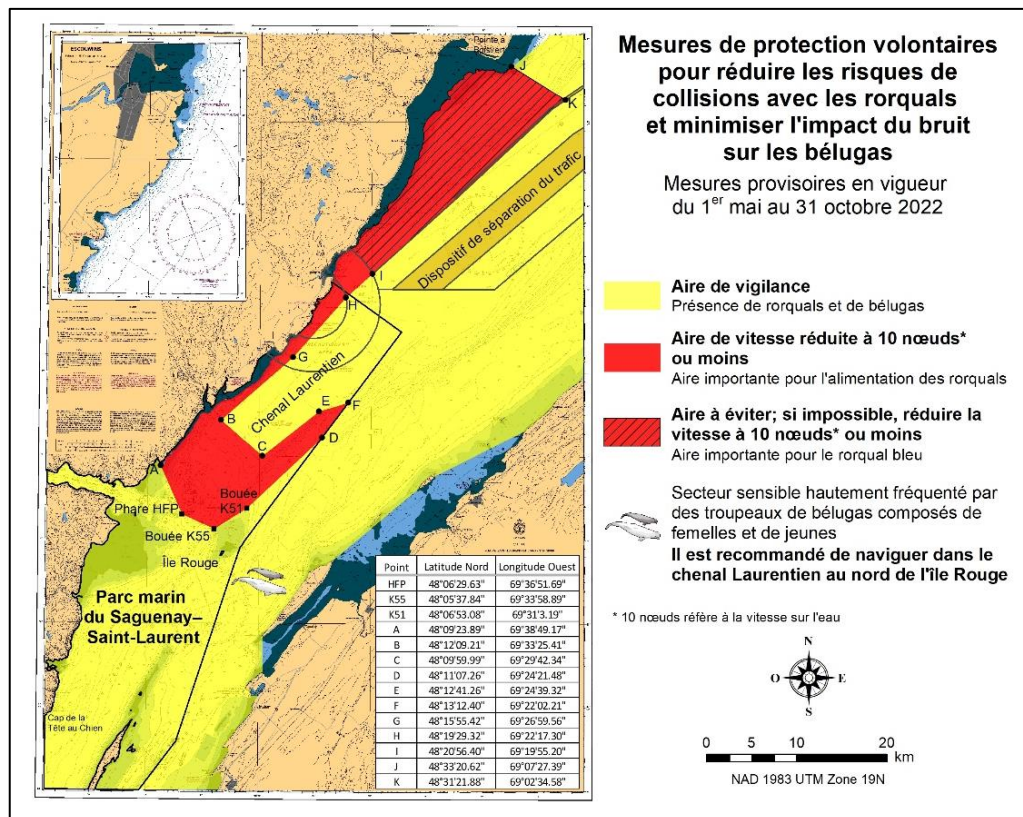 ESCOUMINS
Pointe à
Boisvert
J
K
Dispositif de séparation du trafic
I
H
G
Chenal Laurentien
B
E
F
D
C
A
Bouée
K51
Phare HFP
Bouée K55
Île Rouge
Parc marin
du Saguenay–
Saint-Laurent
Cap de la
Tête au Chien
Point Latitude Nord Longitude Ouest
HFP 48°06'29.63" 69°36'51.69"
K55 48°05'37.84" 69°33'58.89"
K51 48°06'53.08" 69°31'3.19"
A 48°09'23.89" 69°38'49.17"
B 48°12'09.21" 69°33'25.41"
C 48°09'59.99" 69°29'42.34"
D 48°11'07.26" 69°24'21.48"
E 48°12'41.26" 69°24'39.32"
F 48°13'12.40" 69°22'02.21"
G 48°15'55.42" 69°26'59.56"
H 48°19'29.32" 69°22'17.30"
I 48°20'56.40" 69°19'55.20"
J 48°33'20.62" 69°07'27.39"
K 48°31'21.88" 69°02'34.58"
Mesures de protection volontaires
pour réduire les risques de
collisions avec les rorquals
et minimiser l'impact du bruit
sur les bélugas
Mesures provisoires en vigueur
du 1er mai au 31 octobre 2022
Aire de vigilance
Présence de rorquals et de bélugas
Aire de vitesse réduite à 10 nœuds*
ou moins
Aire importante pour l'alimentation des rorquals
Aire à éviter; si impossible, réduire la
vitesse à 10 nœuds* ou moins
Aire importante pour le rorqual bleu
Secteur sensible hautement fréquenté par
des troupeaux de bélugas composés de
femelles et de jeunes
Il est recommandé de naviguer dans le
chenal Laurentien au nord de l'île Rouge
* 10 nœuds réfère à la vitesse sur l'eau
N
O E
S
0 5 10 20
km
NAD 1983 UTM Zone 19N